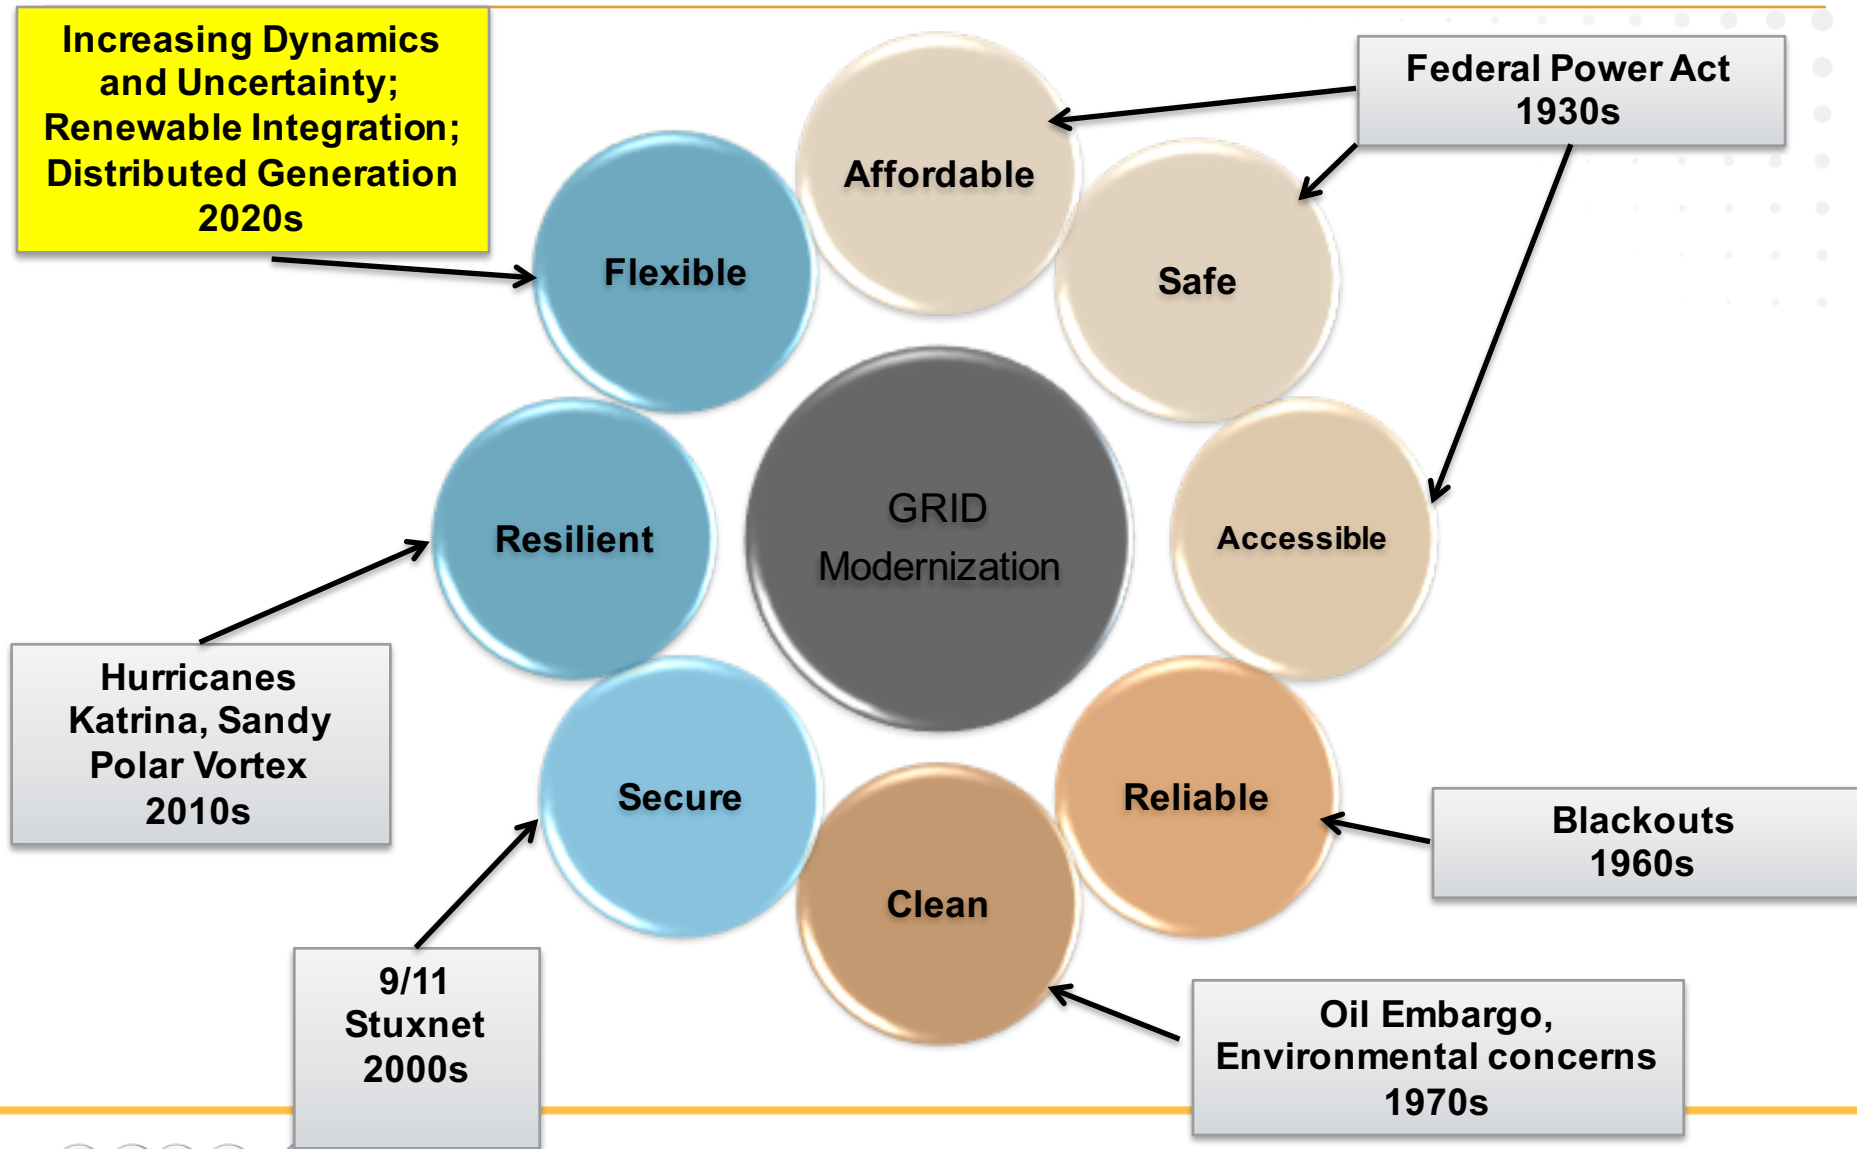 Increasing Dynamics
and Uncertainty;
Renewable Integration;
Distributed Generation
2020s
Federal Power Act
1930s
Affordable
Flexible
Safe
GRID
Modernization
Resilient
Accessible
Hurricanes
Katrina, Sandy
Polar Vortex
2010s
Secure
Reliable
Blackouts
1960s
Clean
9/11
Stuxnet
2000s
Oil Embargo,
Environmental concerns
1970s